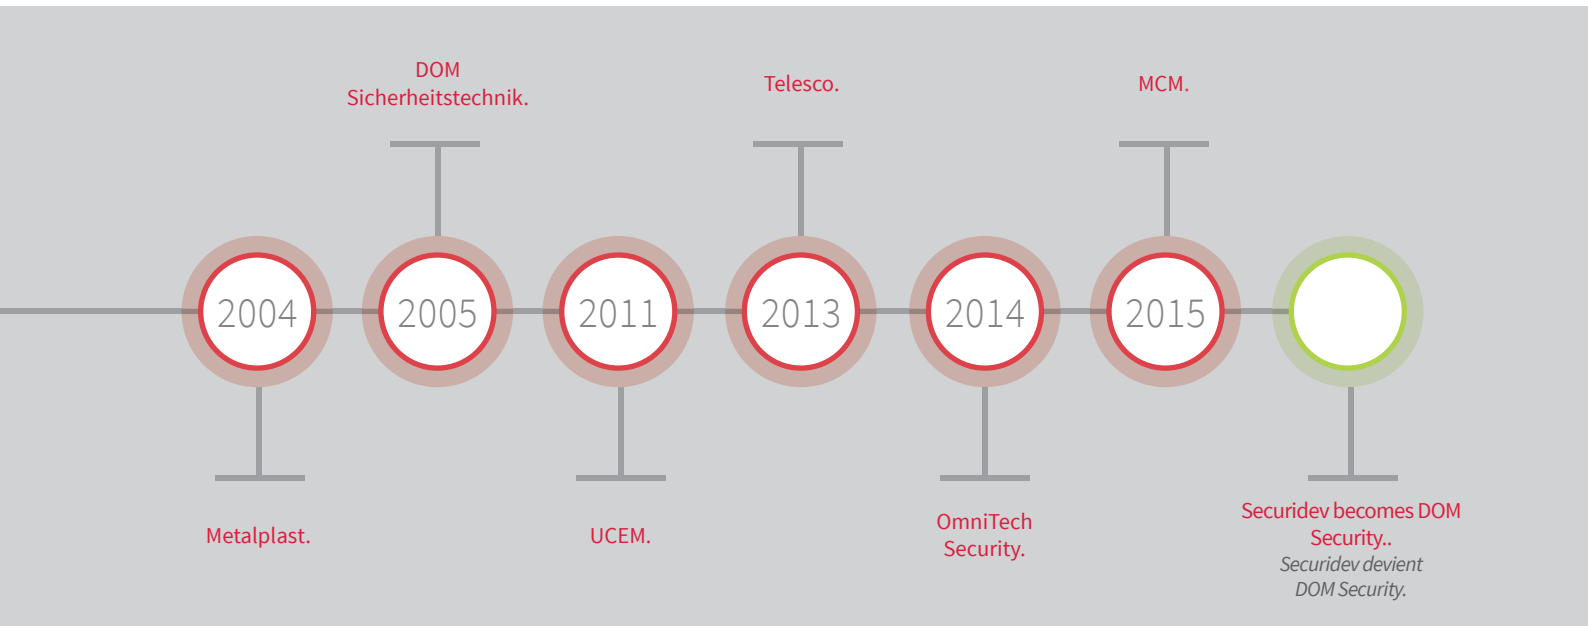 DOM
Sicherheitstechnik.
Telesco.
MCM.
2004
2005
2011
2013
2014
2015
Metalplast.
UCEM.
OmniTech
Security.
Securidev becomes DOM
Security..
Securidev devient
DOM Security.